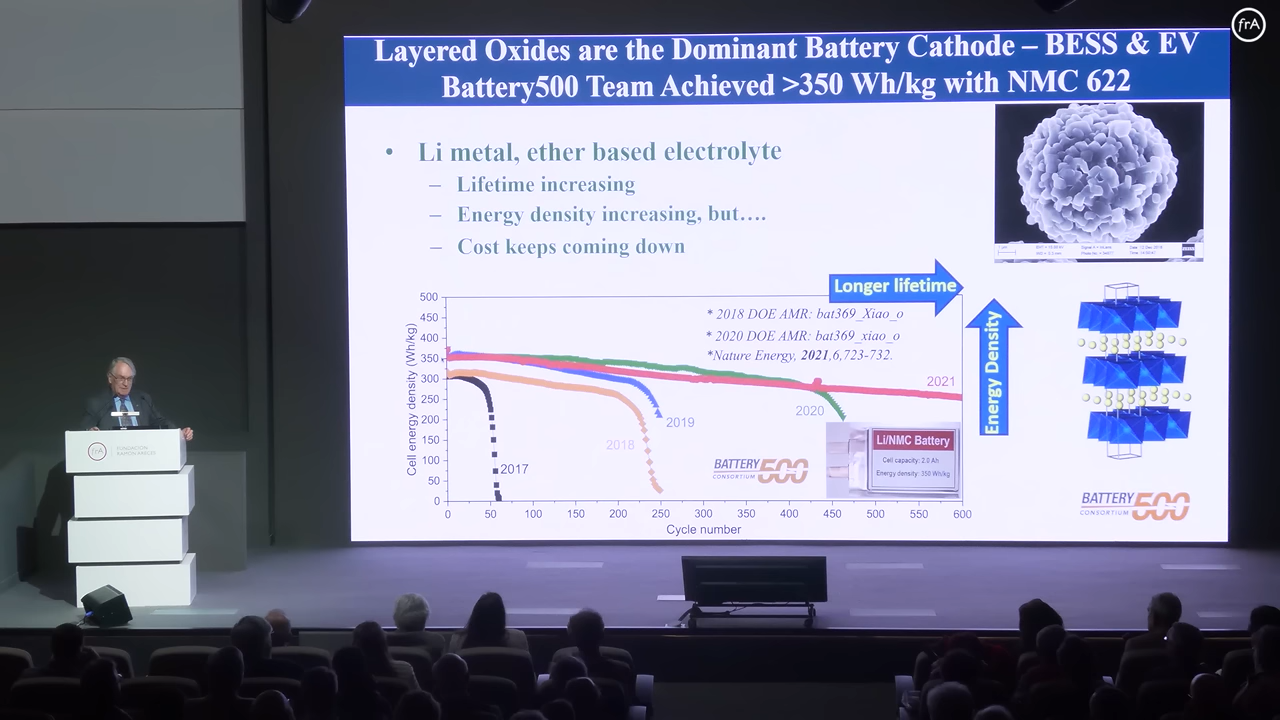 frA
Layered Oxides are the Dominant Battery Cathode – BESS & EV
Battery500 Team Achieved >350 Wh/kg with NMC 622
• Li metal, ether based electrolyte
– Lifetime increasing
– Energy density increasing, but….
– Cost keeps coming down
Longer lifetime
Energy Density
* 2018 DOE AMR: bat369_Xiao_o
* 2020 DOE AMR: bat369_xiao_o
*Nature Energy, 2021,6,723-732.
Cell energy density (Wh/kg)
500
450
400
350
300
250
200
150
100
50
0
2017
2018
2019
2020
2021
BATTERY 500
CONSORTIUM
Li/NMC Battery
Cell capacity: 2.0 Ah
Energy density: 350 Wh/kg
0 50 100 150 200 250 300 350 400 450 500 550 600
Cycle number
BATTERY 500
CONSORTIUM
frA
FUNDACIÓN
RAMÓN ARECES